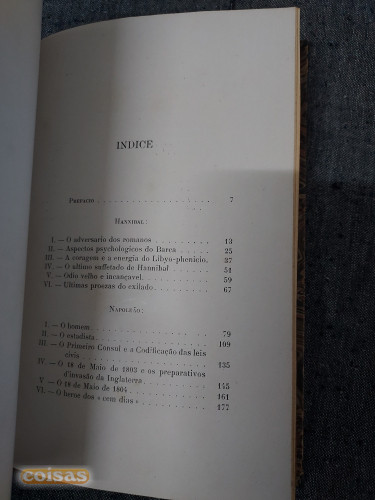 INDICE
PREFACIO 7
HANNIBAL:
I. — O adversario dos romanos 13
II. — Aspectos psychologicos do Barca 25
III. — A coragem e a energia do Libyo-phenicio. 37
IV. — O ultimo suffetado de Hannibal 51
V. — Odio velho e incançavel 59
VI. — Ultimas proezas do exilado 67
NAPOLEÃO:
I. — O homem 79
II. — O estadista 109
III. — O Primeiro Consul e a Codificação das leis
civis
IV. — O 18 de Maio de 1803 e os preparativos 135
d'invasão da Inglaterra
V. — O 18 de Maio de 1804 145
VI. — O heroe dos « cem dias » 161
177
coisas